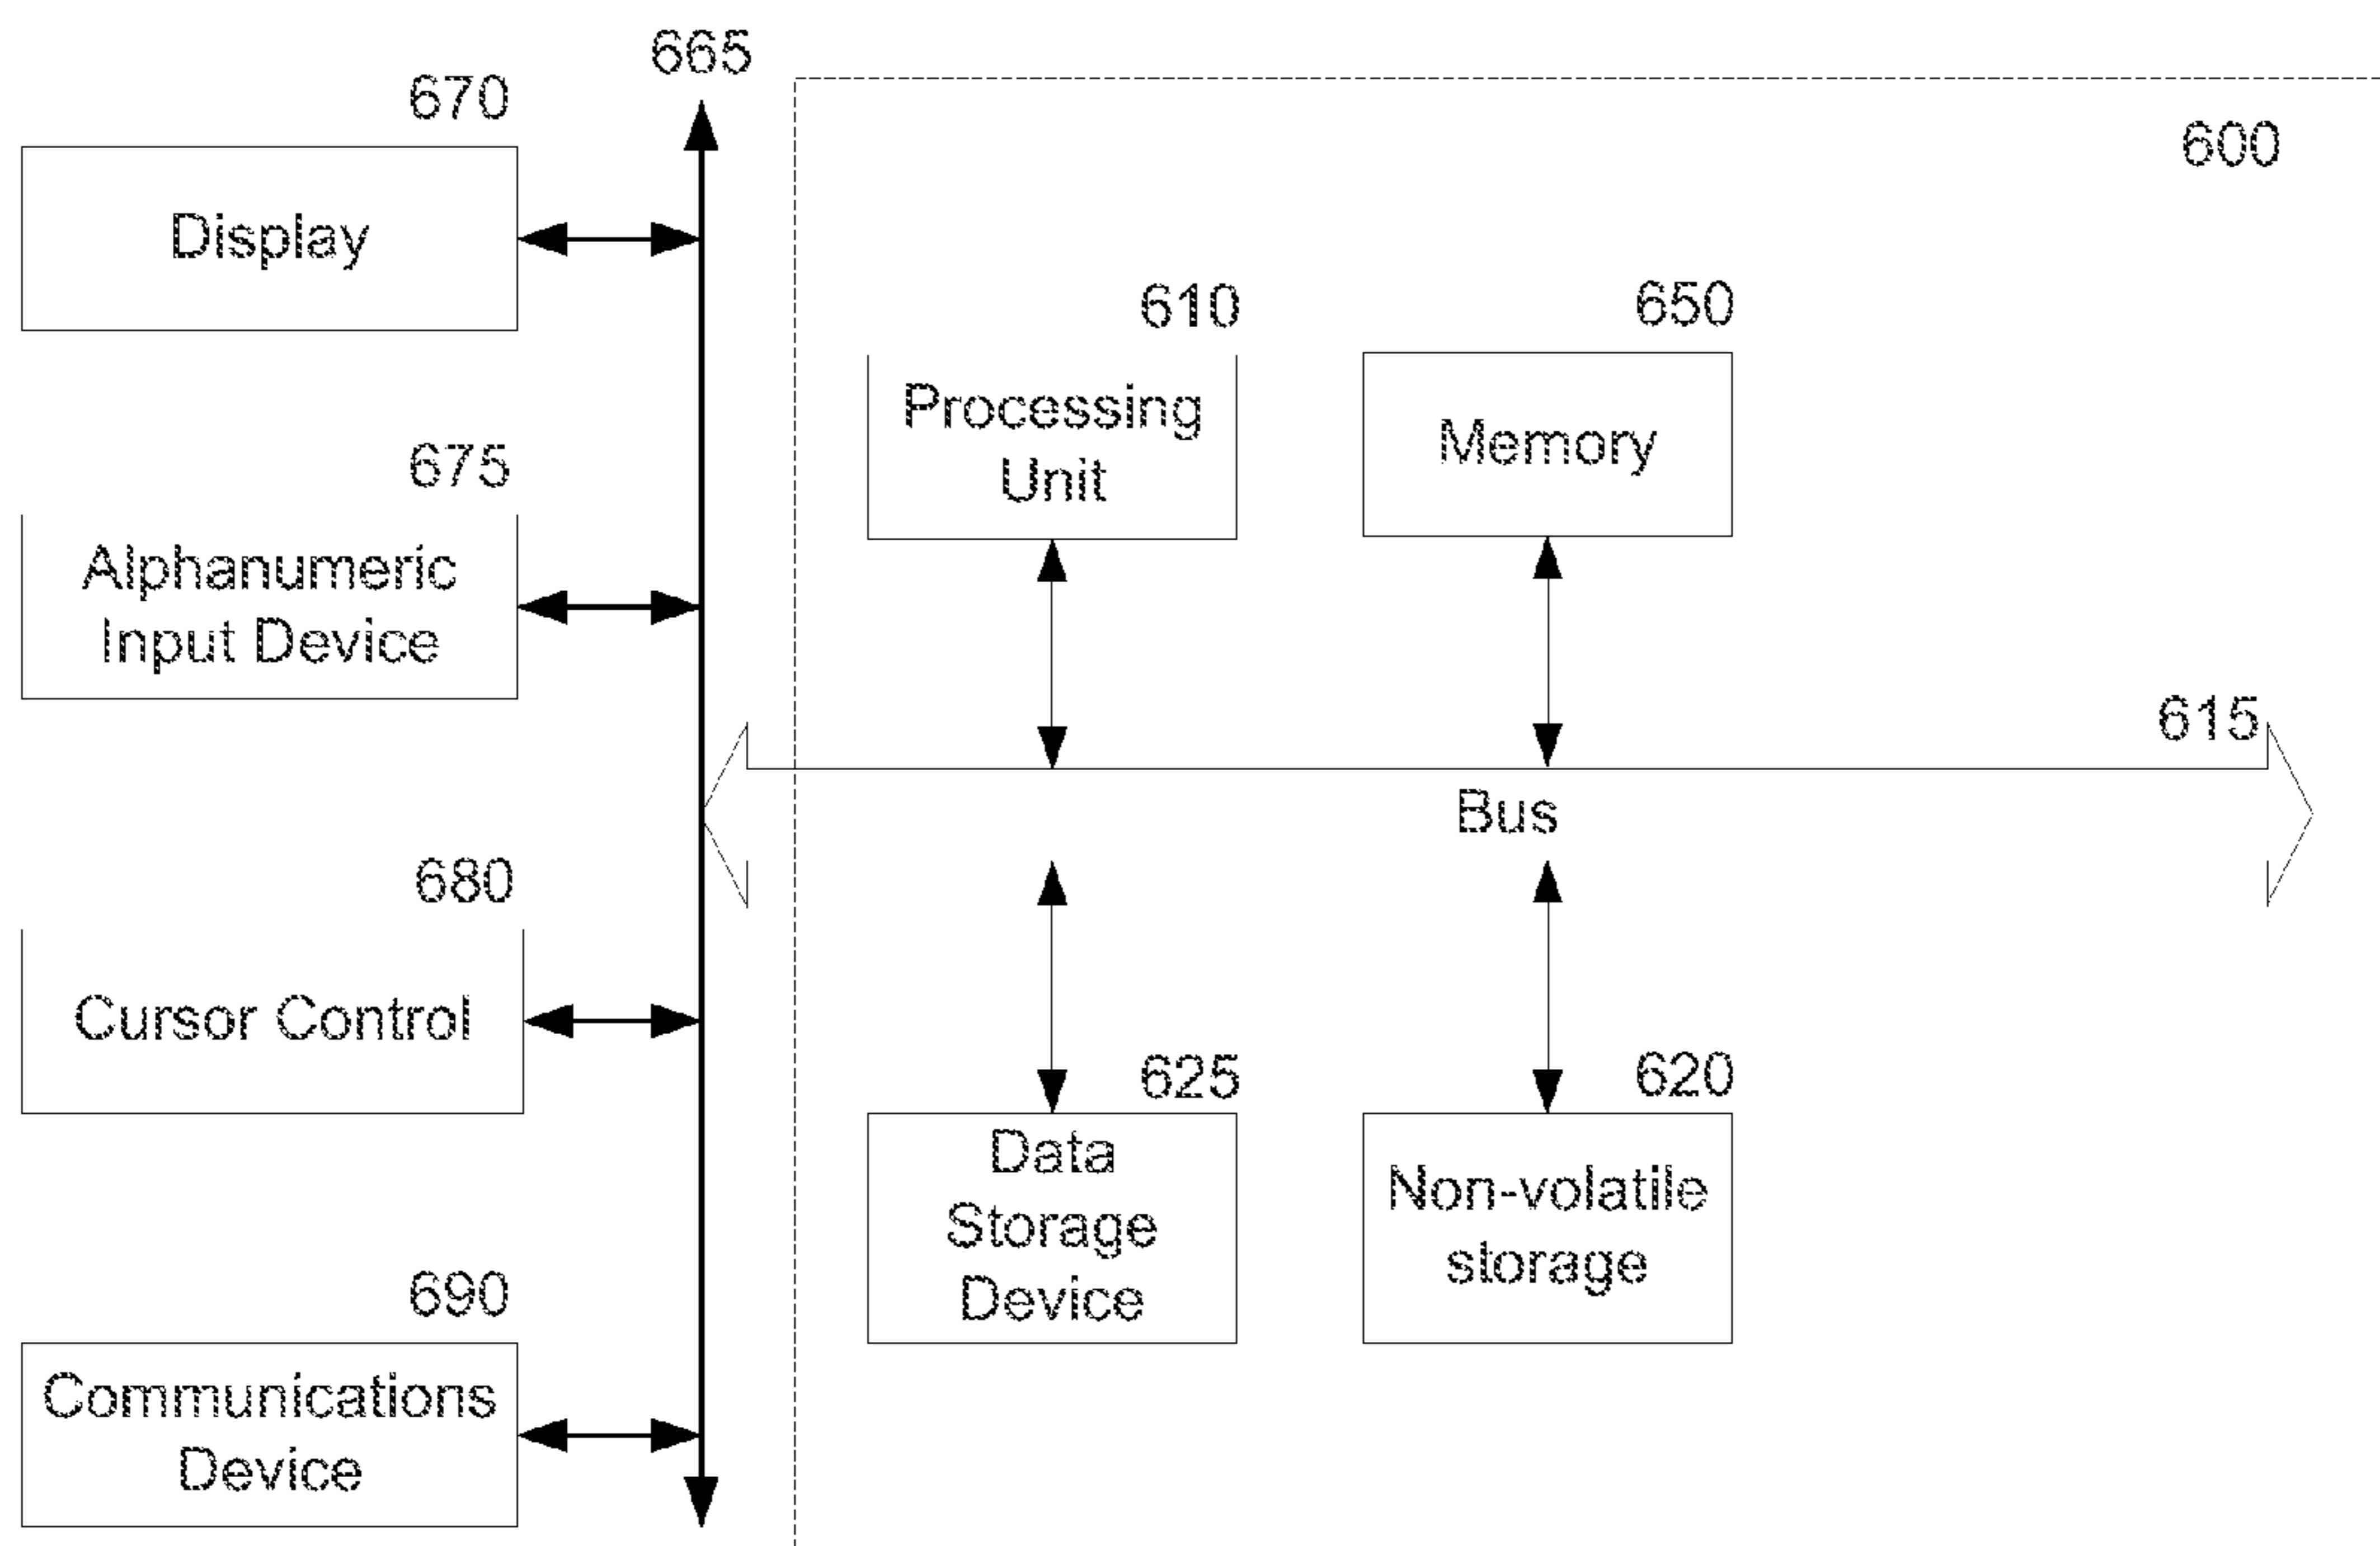 665
670
600
Display
610
650
Processing
Unit
Memory
675
Alphanumeric
Input Device
615
Bus
680
Cursor Control
625
620
Data
Storage
Device
Non-volatile
storage
690
Communications
Device